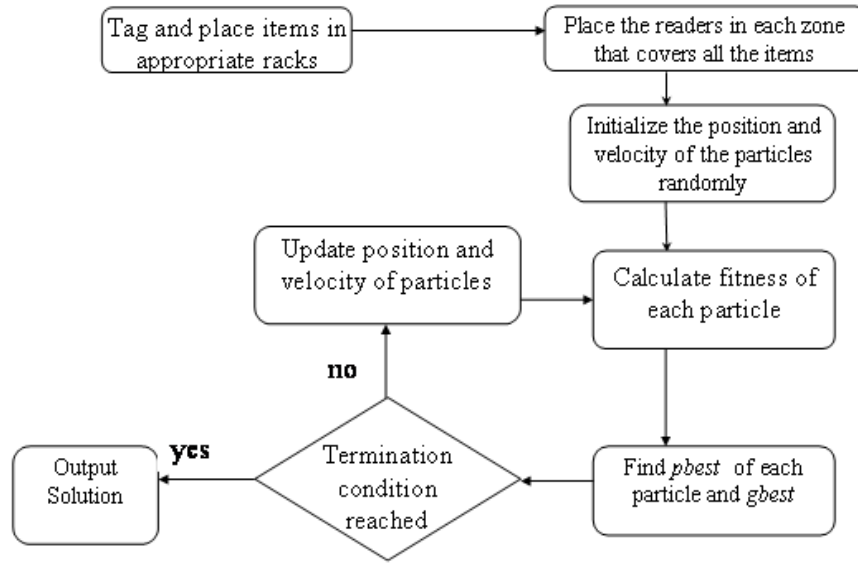 Tag and place items in
appropriate racks
Place the readers in each zone
that covers all the items
Initialize the position and
velocity of the particles
randomly
Update position and
velocity of particles
Calculate fitness of
each particle
no
yes
Output
Solution
Termination
condition
reached
Find pbest of each
particle and gbest